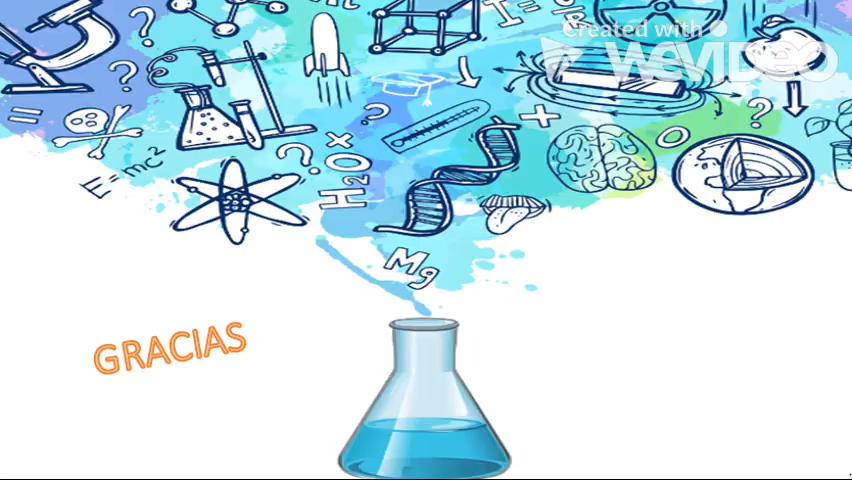 Created with
WEVIDEO
E=mc²
H₂O
x
Mg
GRACIAS